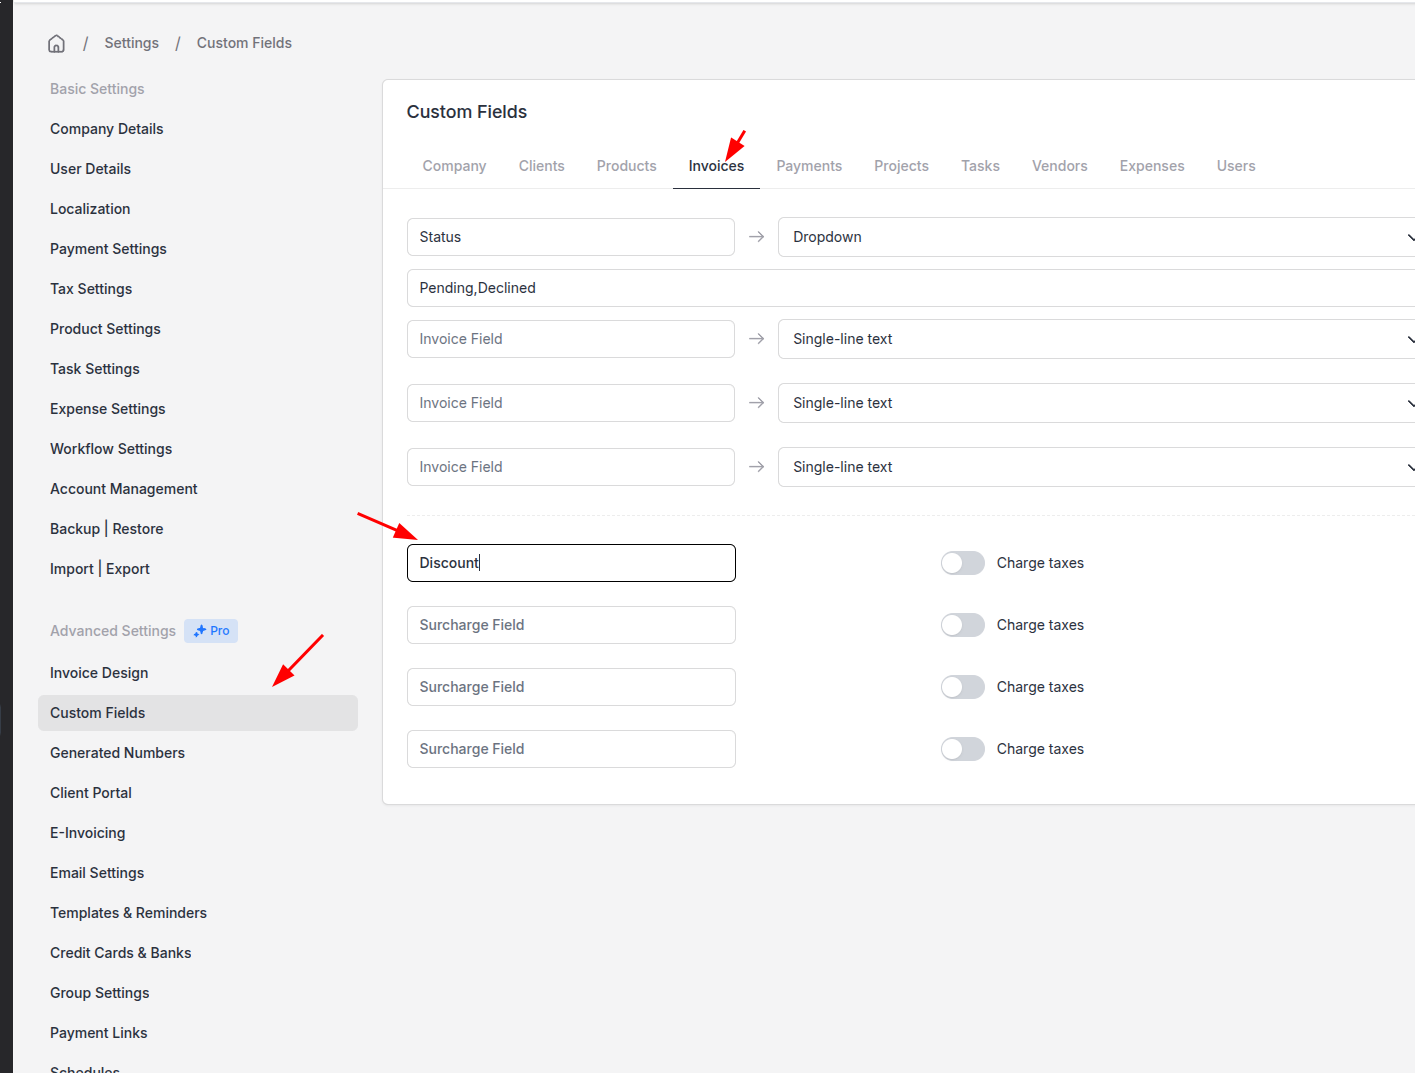 / Settings / Custom Fields
Basic Settings
Company Details
User Details
Localization
Payment Settings
Tax Settings
Product Settings
Task Settings
Expense Settings
Workflow Settings
Account Management
Backup | Restore
Import | Export
Advanced Settings Pro
Invoice Design
Custom Fields
Generated Numbers
Client Portal
E-Invoicing
Email Settings
Templates & Reminders
Credit Cards & Banks
Group Settings
Payment Links
Schedules
Custom Fields
Company Clients Products Invoices Payments Projects Tasks Vendors Expenses Users
Status → Dropdown
Pending,Declined
Invoice Field → Single-line text
Invoice Field → Single-line text
Invoice Field → Single-line text
Discount Charge taxes
Surcharge Field Charge taxes
Surcharge Field Charge taxes
Surcharge Field Charge taxes